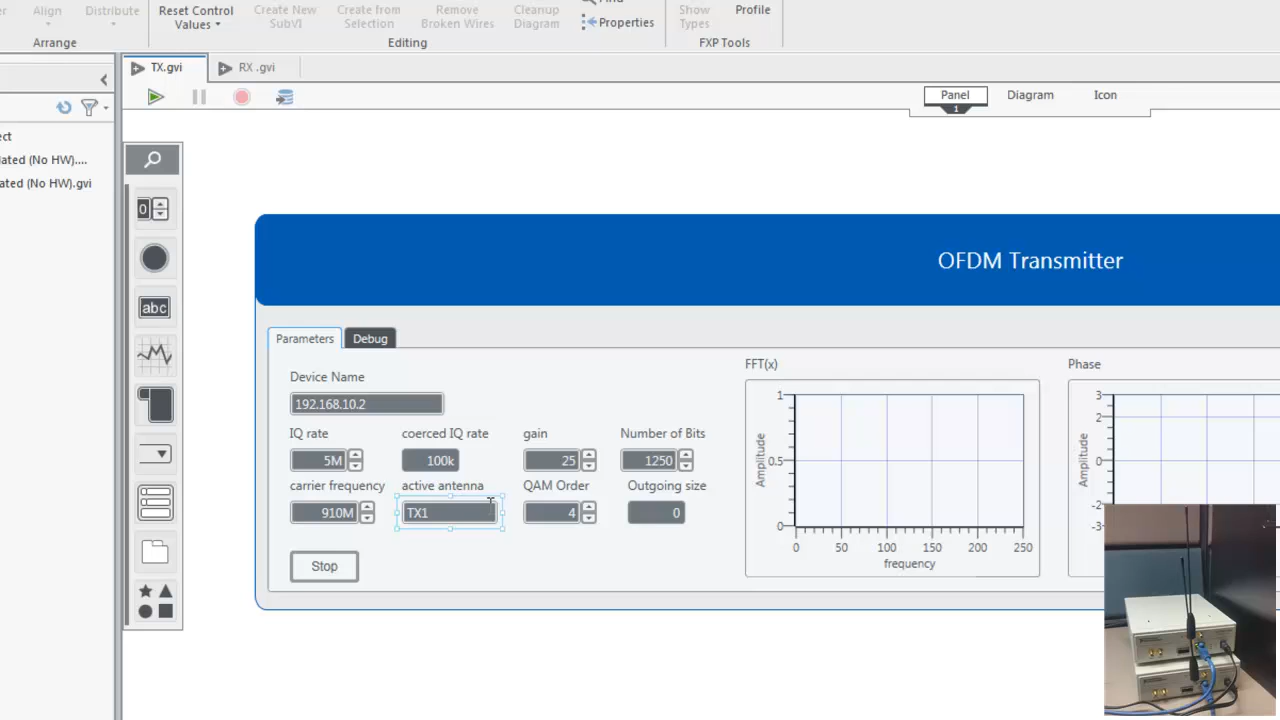 Align
Distribute
Reset Control
Values
Create New
SubVI
Create from
Selection
Remove
Broken Wires
Cleanup
Diagram
Find
Properties
Show
Types
Profile
Arrange
Editing
FXP Tools
TX.gvi
RX .gvi
Panel
1
Diagram
Icon
ect
lated (No HW)....
ated (No HW).gvi
0
abc
OFDM Transmitter
Parameters
Debug
Device Name
192.168.10.2
IQ rate
coerced IQ rate
gain
Number of Bits
5M
100k
25
1250
carrier frequency
active antenna
QAM Order
Outgoing size
910M
TX1
4
0
Stop
FFT(x)
Amplitude
1
0.5
0
0 50 100 150 200 250
frequency
Phase
Amplitude
3
2
0
-2
-3